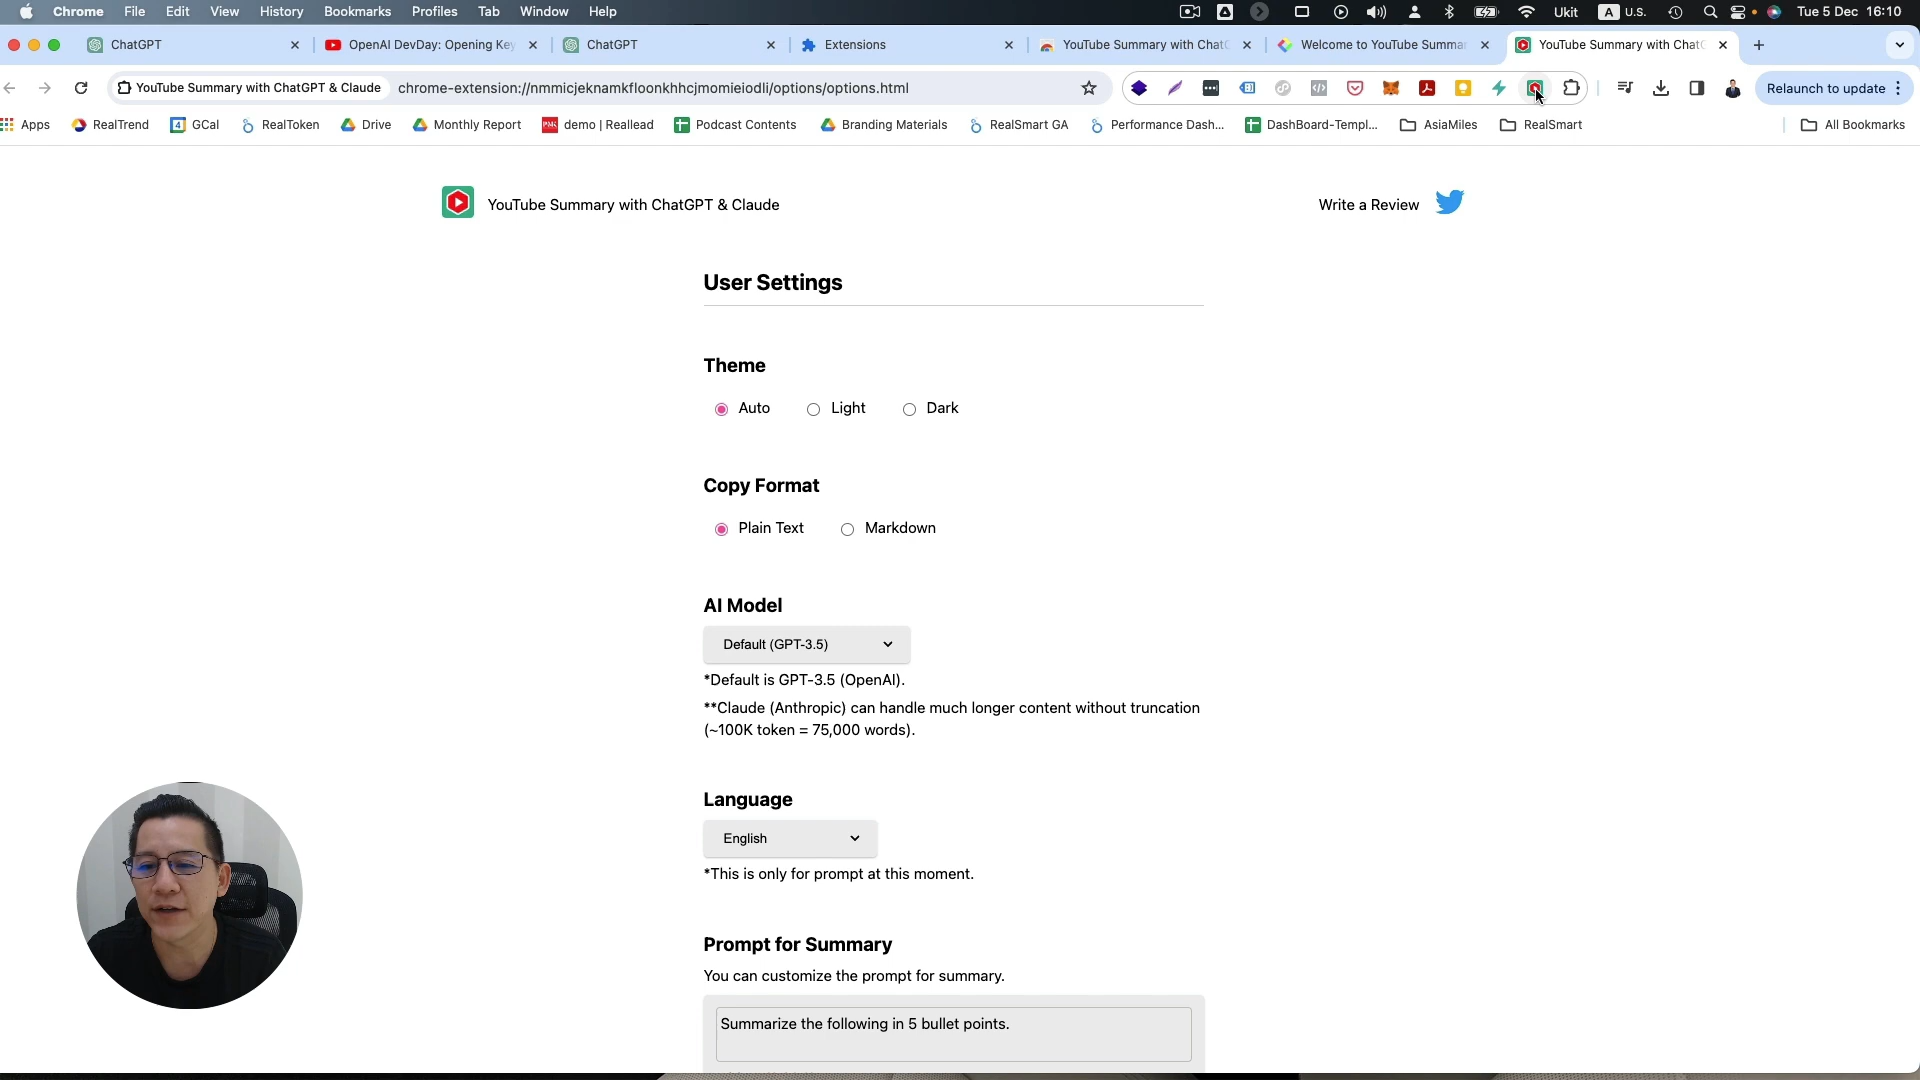 Chrome File Edit View History Bookmarks Profiles Tab Window Help Ukit A U.S. Tue 5 Dec 16:10
ChatGPT OpenAI DevDay: Opening Key ChatGPT Extensions YouTube Summary with ChatG Welcome to YouTube Summar YouTube Summary with ChatG
YouTube Summary with ChatGPT & Claude chrome-extension://nmmicjeknamkfloonkhhcjmomieiodli/options/options.html Relaunch to update
Apps RealTrend 4 GCal RealToken Drive Monthly Report demo | Reallead Podcast Contents Branding Materials RealSmart GA Performance Dash... DashBoard-Templ... AsiaMiles RealSmart All Bookmarks
YouTube Summary with ChatGPT & Claude Write a Review
User Settings
Theme
Auto Light Dark
Copy Format
Plain Text Markdown
AI Model
Default (GPT-3.5)
*Default is GPT-3.5 (OpenAI).
**Claude (Anthropic) can handle much longer content without truncation
(~100K token = 75,000 words).
Language
English
*This is only for prompt at this moment.
Prompt for Summary
You can customize the prompt for summary.
Summarize the following in 5 bullet points.